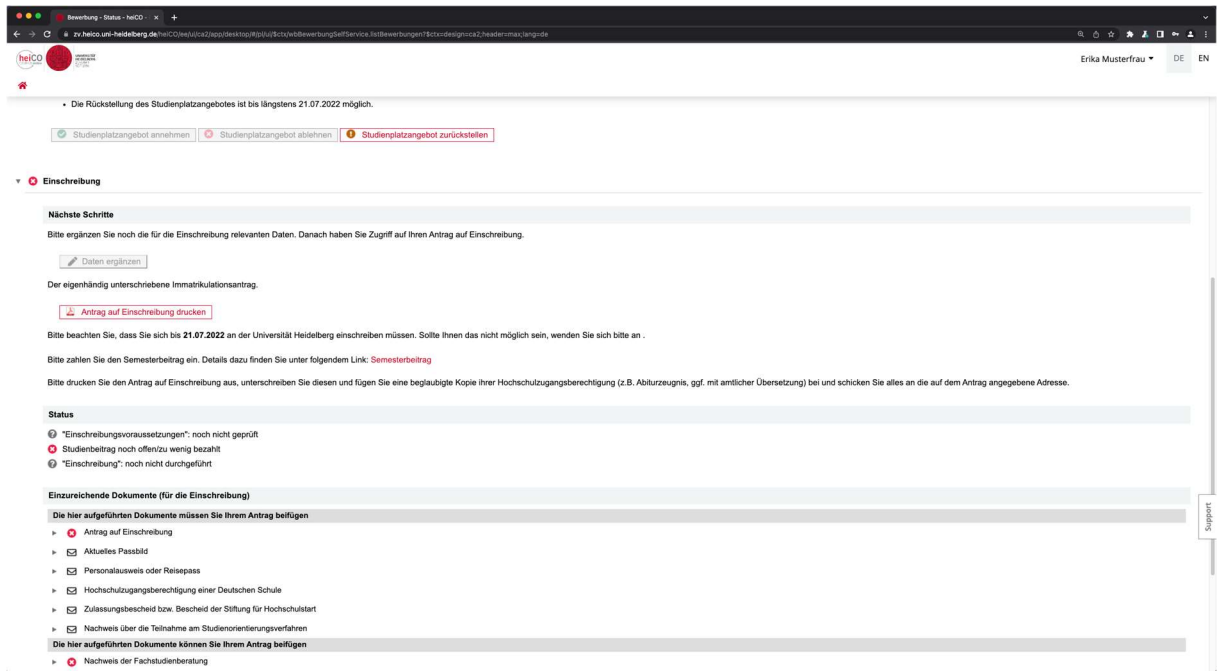 Bewerbung - Status - heiCO -
zv.heico.uni-heidelberg.de/heiCO/ee/ui/ca2/app/desktop/#/pl/ui/$ctx/wbBewerbungSelfService.listBewerbungen?$ctx=design=ca2;header=max;lang=de
heiCO
UNIVERSITÄT
HEIDELBERG
Erika Musterfrau
DE
EN
• Die Rückstellung des Studienplatzangebotes ist bis längstens 21.07.2022 möglich.
Studienplatzangebot annehmen Studienplatzangebot ablehnen Studienplatzangebot zurückstellen
Einschreibung
Nächste Schritte
Bitte ergänzen Sie noch die für die Einschreibung relevanten Daten. Danach haben Sie Zugriff auf Ihren Antrag auf Einschreibung.
Daten ergänzen
Der eigenhändig unterschriebene Immatrikulationsantrag.
Antrag auf Einschreibung drucken
Bitte beachten Sie, dass Sie sich bis 21.07.2022 an der Universität Heidelberg einschreiben müssen. Sollte Ihnen das nicht möglich sein, wenden Sie sich bitte an .
Bitte zahlen Sie den Semesterbeitrag ein. Details dazu finden Sie unter folgendem Link: Semesterbeitrag
Bitte drucken Sie den Antrag auf Einschreibung aus, unterschreiben Sie diesen und fügen Sie eine beglaubigte Kopie ihrer Hochschulzugangsberechtigung (z.B. Abiturzeugnis, ggf. mit amtlicher Übersetzung) bei und schicken Sie alles an die auf dem Antrag angegebene Adresse.
Status
"Einschreibungsvoraussetzungen": noch nicht geprüft
Studienbeitrag noch offen/zu wenig bezahlt
"Einschreibung": noch nicht durchgeführt
Einzureichende Dokumente (für die Einschreibung)
Die hier aufgeführten Dokumente müssen Sie Ihrem Antrag beifügen
Antrag auf Einschreibung
Aktuelles Passbild
Personalausweis oder Reisepass
Hochschulzugangsberechtigung einer Deutschen Schule
Zulassungsbescheid bzw. Bescheid der Stiftung für Hochschulstart
Nachweis über die Teilnahme am Studienorientierungsverfahren
Die hier aufgeführten Dokumente können Sie Ihrem Antrag beifügen
Nachweis der Fachstudienberatung
Support